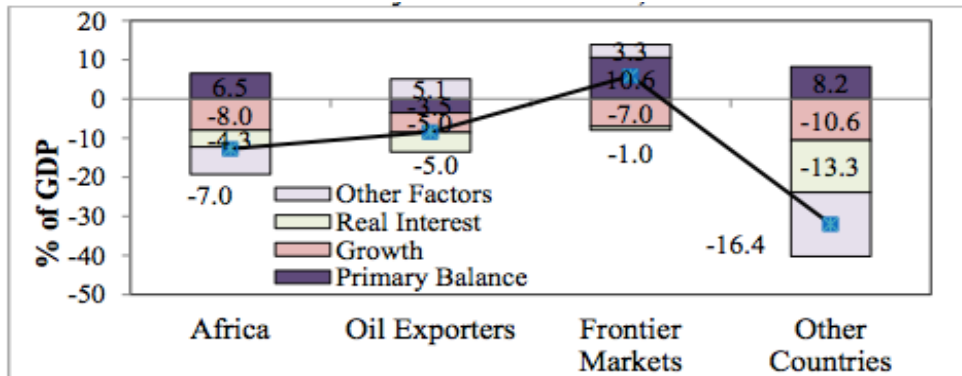 20
10
0
-10
-20
-30
-40
-50
% of GDP
6.5
-8.0
-4.3
-7.0
5.1
-3.5
-5.0
-5.0
3.3
10.6
-7.0
-1.0
8.2
-10.6
-13.3
-16.4
Other Factors
Real Interest
Growth
Primary Balance
Africa
Oil Exporters
Frontier
Markets
Other
Countries